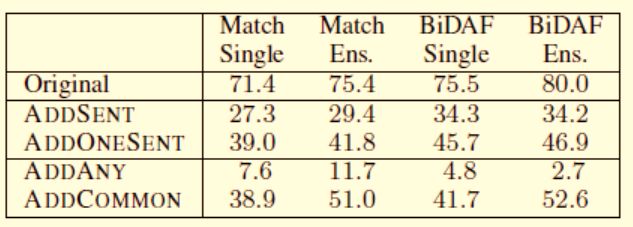 Match Match BiDAF BiDAF
Single Ens. Single Ens.
Original 71.4 75.4 75.5 80.0
ADDSENT 27.3 29.4 34.3 34.2
ADDONESENT 39.0 41.8 45.7 46.9
ADDANY 7.6 11.7 4.8 2.7
ADDCOMMON 38.9 51.0 41.7 52.6